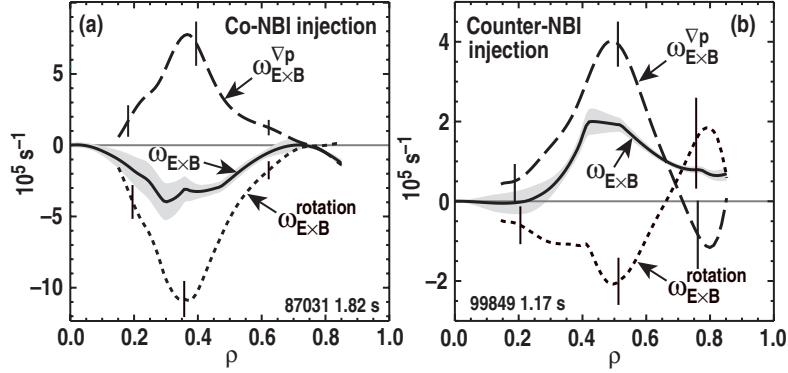 (a) Co-NBI injection
ω∇p E×B
ωE×B
ωrotation E×B
87031 1.82 s
10⁵ s⁻¹
5
0
−5
−10
0.0 0.2 0.4 0.6 0.8 1.0
ρ
Counter-NBI (b)
injection
ω∇p E×B
ωE×B
ωrotation E×B
99849 1.17 s
10⁵ s⁻¹
4
2
0
−2
0.0 0.2 0.4 0.6 0.8 1.0
ρ